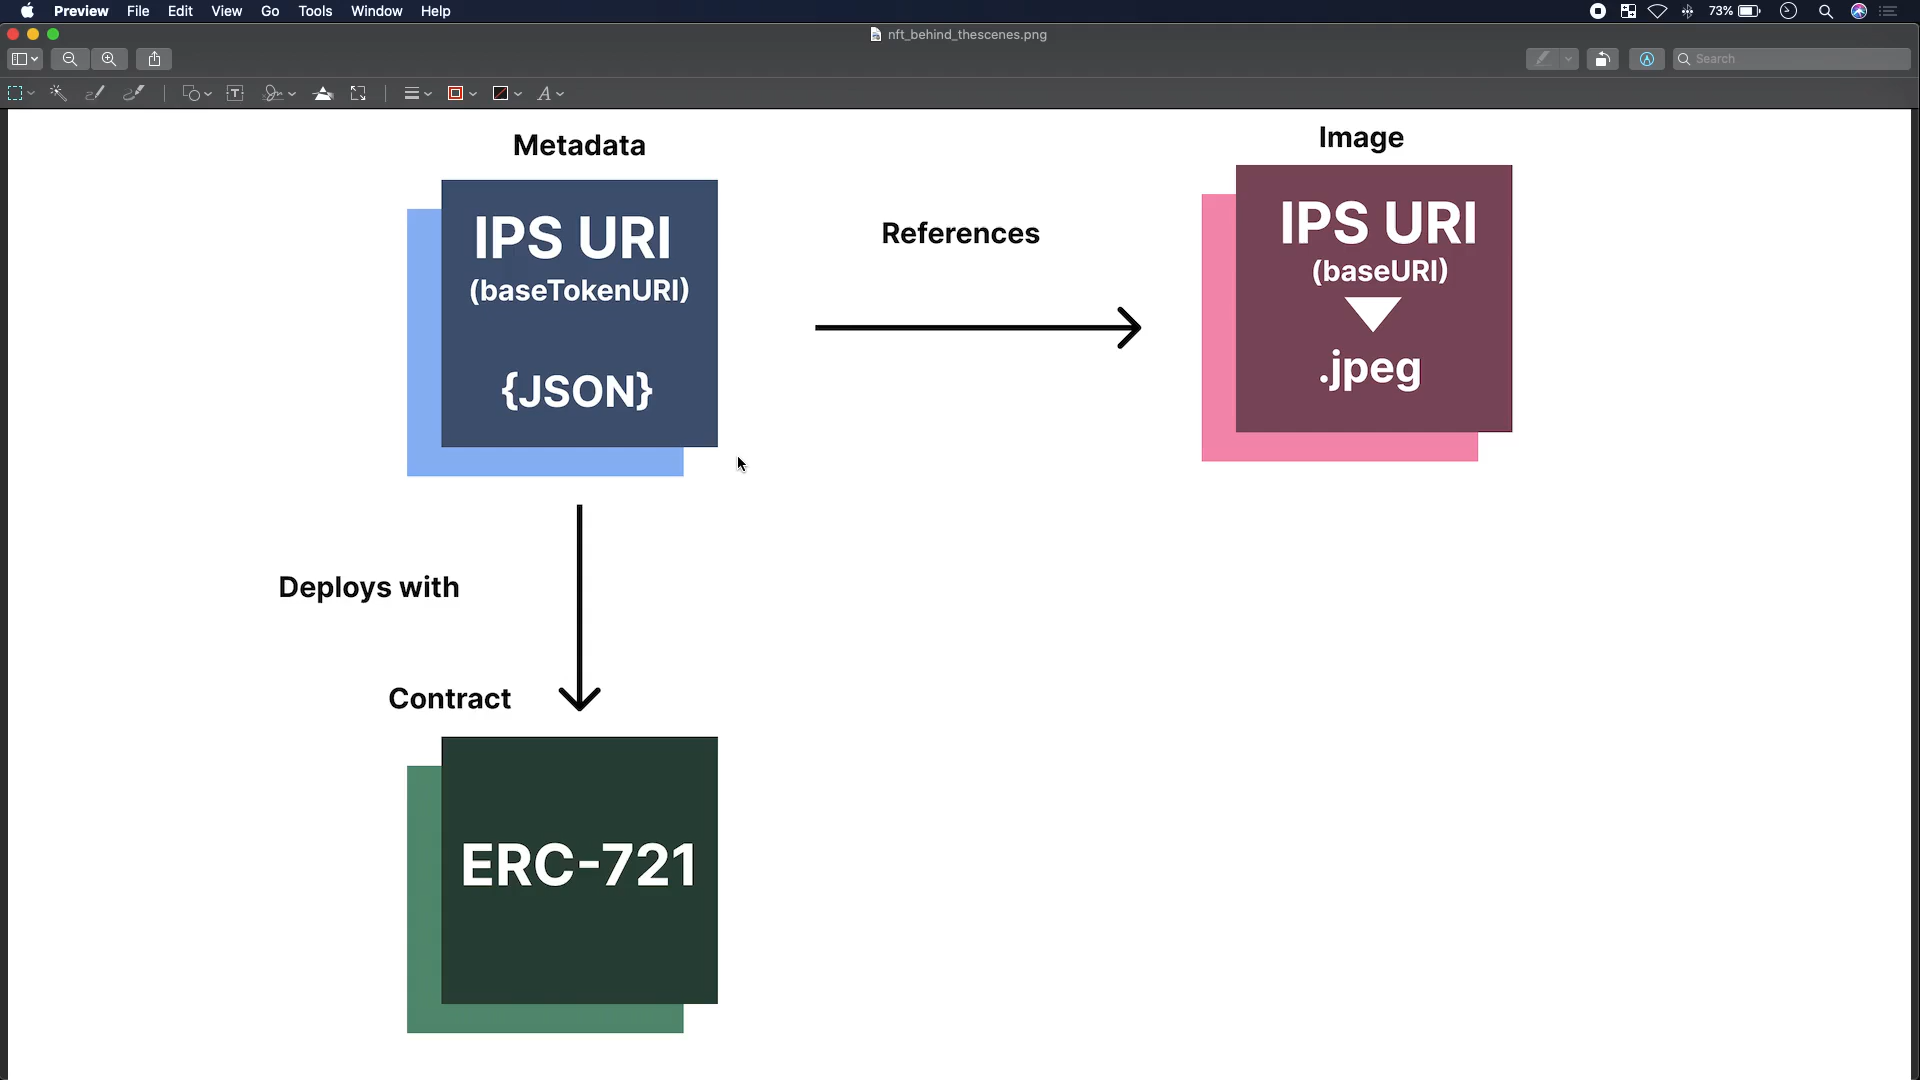 Preview File Edit View Go Tools Window Help 73%
nft_behind_thescenes.png
Search
Metadata
IPS URI
(baseTokenURI)
{JSON}
References
Image
IPS URI
(baseURI)
.jpeg
Deploys with
Contract
ERC-721